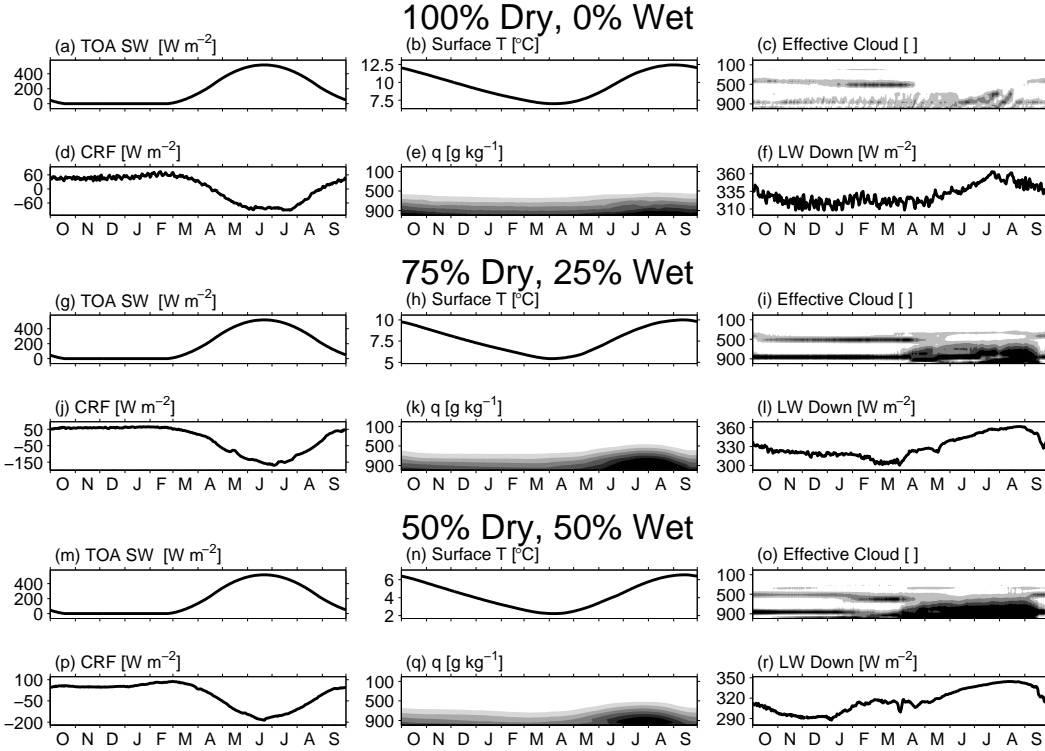 100% Dry, 0% Wet
(a) TOA SW [W m⁻²]
(b) Surface T [°C]
(c) Effective Cloud [ ]
400
200
0
12.5
10
7.5
100
500
900
(d) CRF [W m⁻²]
(e) q [g kg⁻¹]
(f) LW Down [W m⁻²]
60
0
−60
100
500
900
360
335
310
O N D J F M A M J J A S
O N D J F M A M J J A S
O N D J F M A M J J A S
75% Dry, 25% Wet
(g) TOA SW [W m⁻²]
(h) Surface T [°C]
(i) Effective Cloud [ ]
400
200
0
10
7.5
5
100
500
900
(j) CRF [W m⁻²]
(k) q [g kg⁻¹]
(l) LW Down [W m⁻²]
50
−50
−150
100
500
900
360
330
300
O N D J F M A M J J A S
O N D J F M A M J J A S
O N D J F M A M J J A S
50% Dry, 50% Wet
(m) TOA SW [W m⁻²]
(n) Surface T [°C]
(o) Effective Cloud [ ]
400
200
0
6
4
2
100
500
900
(p) CRF [W m⁻²]
(q) q [g kg⁻¹]
(r) LW Down [W m⁻²]
100
−50
−200
100
500
900
350
320
290
O N D J F M A M J J A S
O N D J F M A M J J A S
O N D J F M A M J J A S